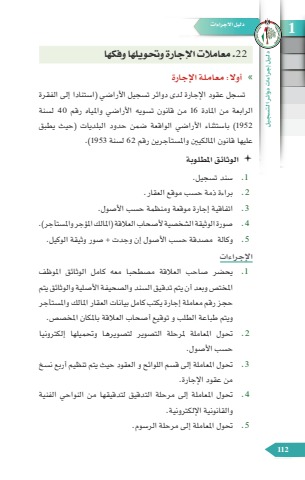 دليل الاجراءات
1
دليل اجراءات دوائر التسجيل
22. معاملات الإجارة وتحويلها وفكها
» أولا : معاملة الإجارة
تسجل عقود الإجارة لدى دوائر تسجيل الأراضي (استنادا إلى الفقرة
الرابعة من المادة 16 من قانون تسويه الأراضي والمياه رقم 40 لسنة
1952) باستثناء الأراضي الواقعة ضمن حدود البلديات (حيث يطبق
عليها قانون المالكيين والمستأجرين رقم 62 لسنة 1953).
+ الوثائق المطلوبة
1. سند تسجيل.
2. براءة ذمة حسب موقع العقار.
3. اتفاقية إجارة موقعة ومنظمة حسب الأصول.
4. صورة الوثيقة الشخصية لأصحاب العلاقة (المالك المؤجر والمستأجر).
5. وكالة مصدقة حسب الأصول إن وجدت + صور وثيقة الوكيل.
الإجراءات
1. يحضر صاحب العلاقة مصطحبا معه كامل الوثائق الموظف
المختص وبعد أن يتم تدقيق السند والصحيفة الأصلية والوثائق يتم
حجز رقم معاملة إجارة يكتب كامل بيانات العقار المالك والمستأجر
ويتم طباعة الطلب و توقيع أصحاب العلاقة بالمكان المخصص.
2. تحول المعاملة لمرحلة التصوير لتصويرها وتحميلها إلكترونيا
حسب الأصول.
3. تحول المعاملة إلى قسم اللوائح و العقود حيث يتم تنظيم أربع نسخ
من عقود الإجارة.
4. تحول المعاملة إلى مرحلة التدقيق لتدقيقها من النواحي الفنية
والقانونية الإلكترونية.
5. تحول المعاملة إلى مرحلة الرسوم.
112